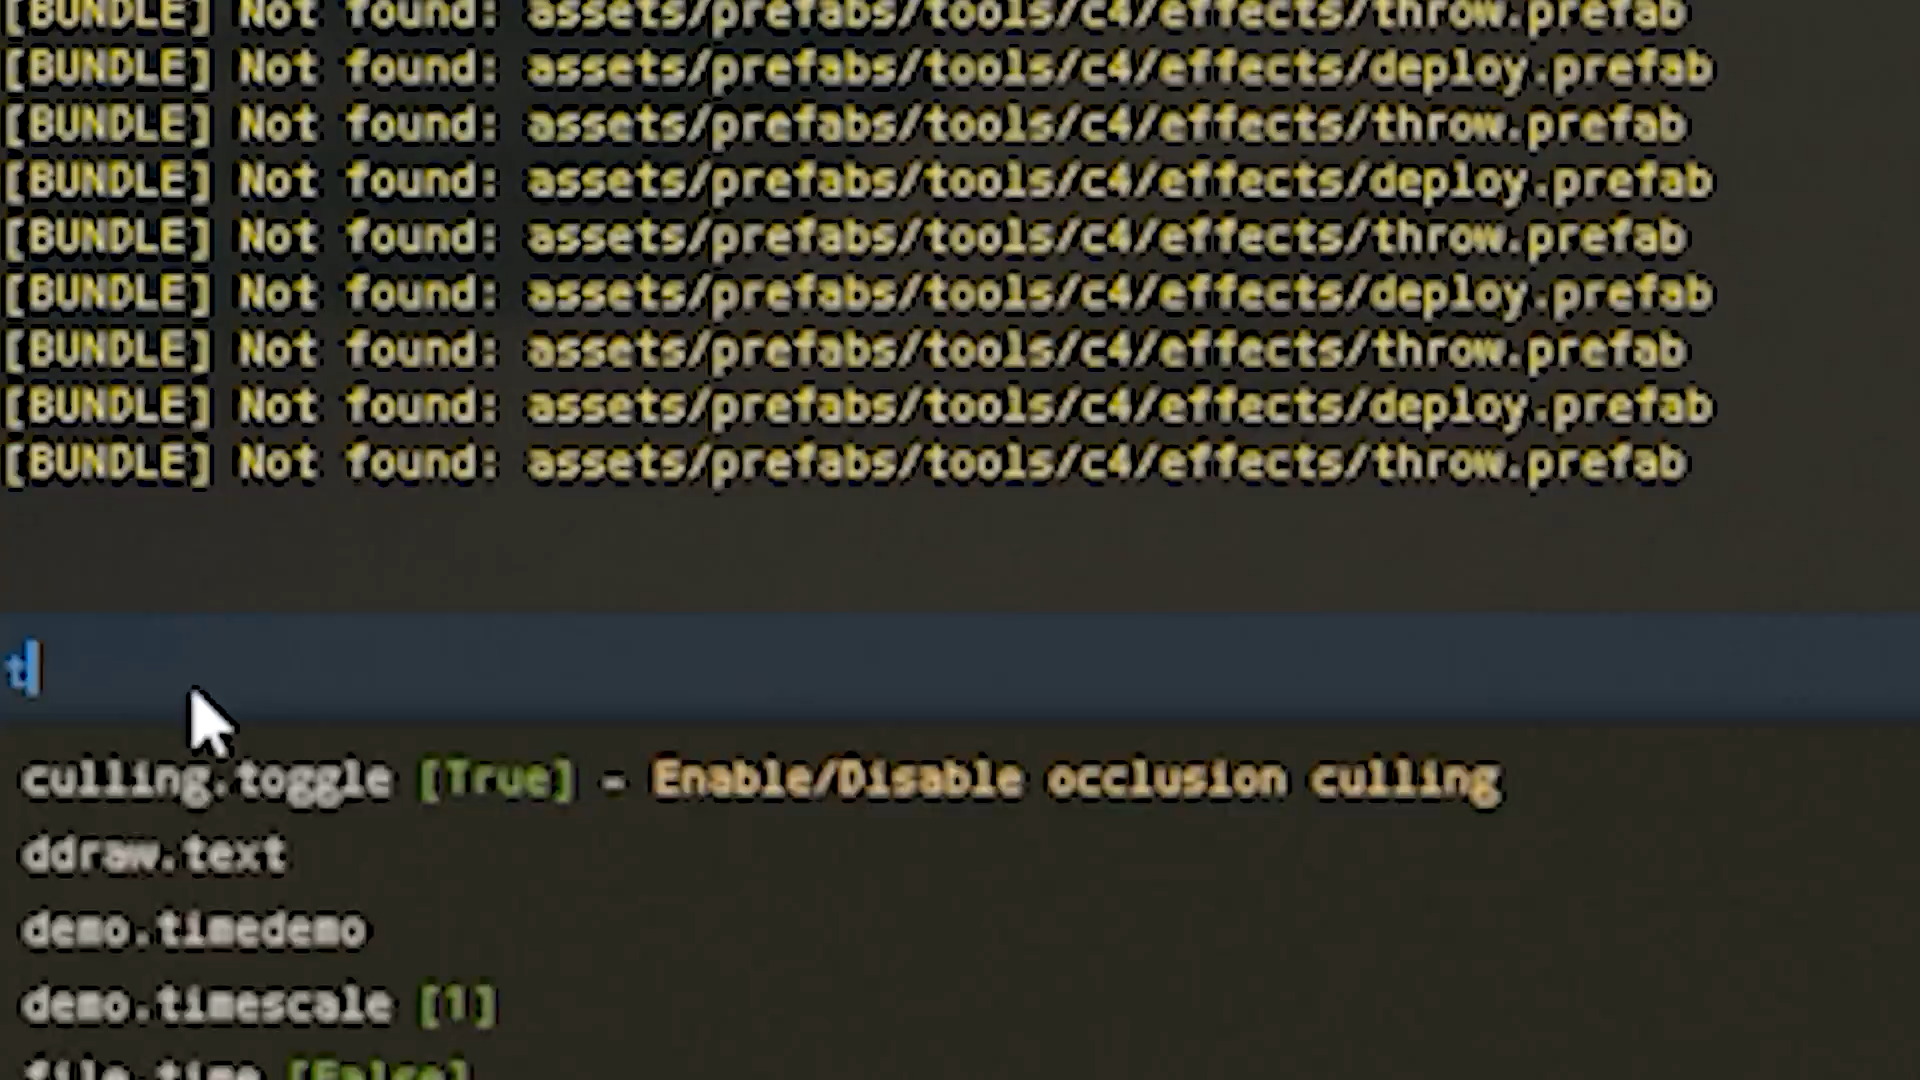 [BUNDLE] Not found: assets/prefabs/tools/c4/effects/throw.prefab
[BUNDLE] Not found: assets/prefabs/tools/c4/effects/deploy.prefab
[BUNDLE] Not found: assets/prefabs/tools/c4/effects/throw.prefab
[BUNDLE] Not found: assets/prefabs/tools/c4/effects/deploy.prefab
[BUNDLE] Not found: assets/prefabs/tools/c4/effects/throw.prefab
[BUNDLE] Not found: assets/prefabs/tools/c4/effects/deploy.prefab
[BUNDLE] Not found: assets/prefabs/tools/c4/effects/throw.prefab
[BUNDLE] Not found: assets/prefabs/tools/c4/effects/deploy.prefab
[BUNDLE] Not found: assets/prefabs/tools/c4/effects/throw.prefab
t
culling.toggle [True] - Enable/Disable occlusion culling
ddraw.text
demo.timedemo
demo.timescale [1]
file.time [False]